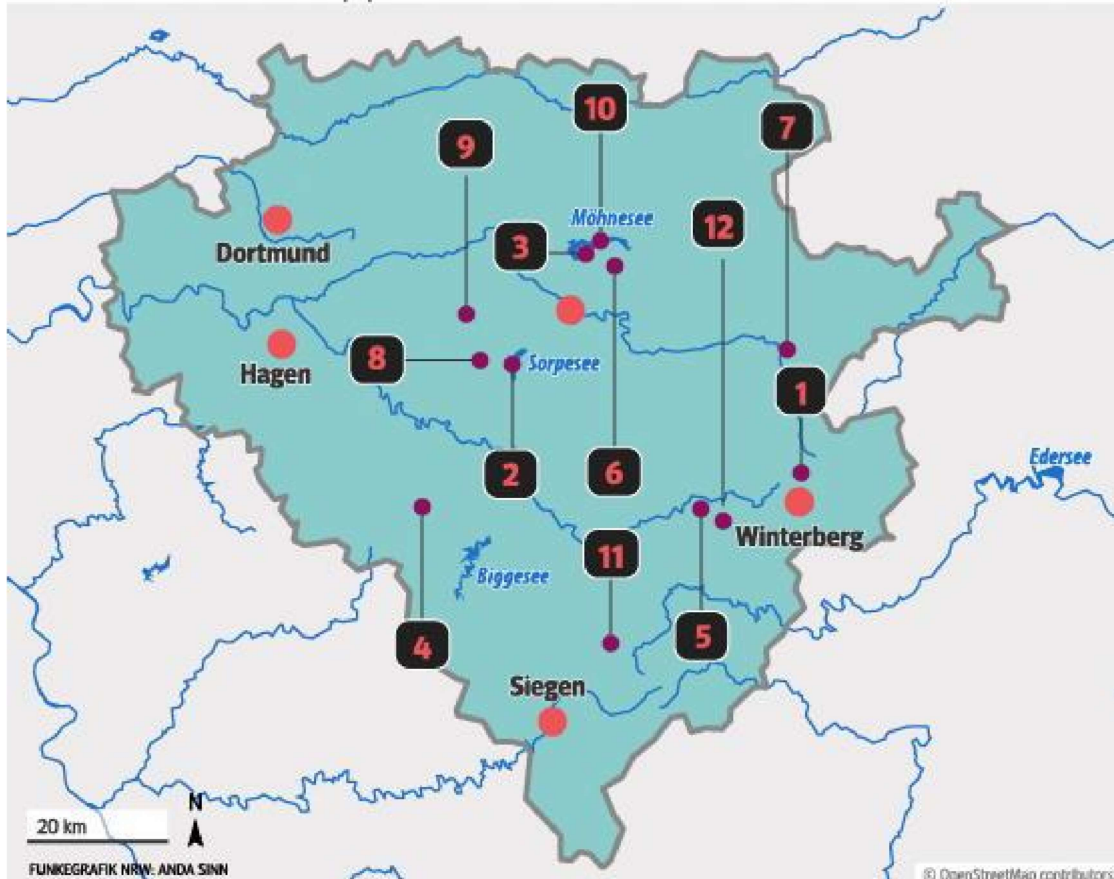 10
7
9
Möhnesee
12
3
Dortmund
8
Sorpesee
Hagen
1
2
6
Edersee
Winterberg
11
Biggesee
4
5
Siegen
N
20 km
FUNKEGRAFIK NRW: ANDA SINN
© OpenStreetMap contributors